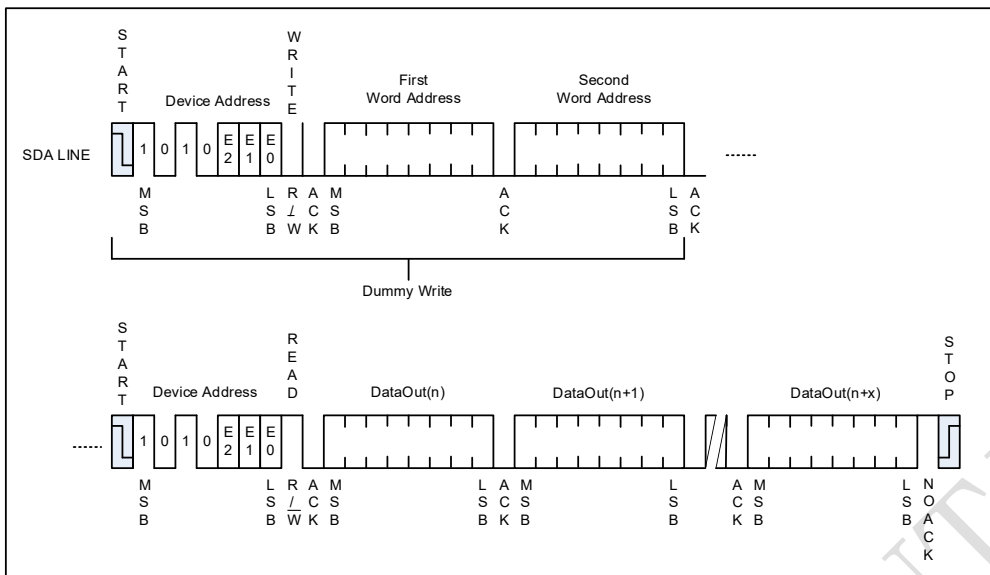 START
WRITE
Device Address
First
Word Address
Second
Word Address
SDA LINE
1 0 1 0 E2 E1 E0
......
MSB
LSB
R/W
ACK
MSB
ACK
LSB
ACK
Dummy Write
START
READ
STOP
Device Address
DataOut(n)
DataOut(n+1)
DataOut(n+x)
......
1 0 1 0 E2 E1 E0
MSB
LSB
R/W
ACK
MSB
LSB
ACK
MSB
LSB
ACK
MSB
LSB
NOACK